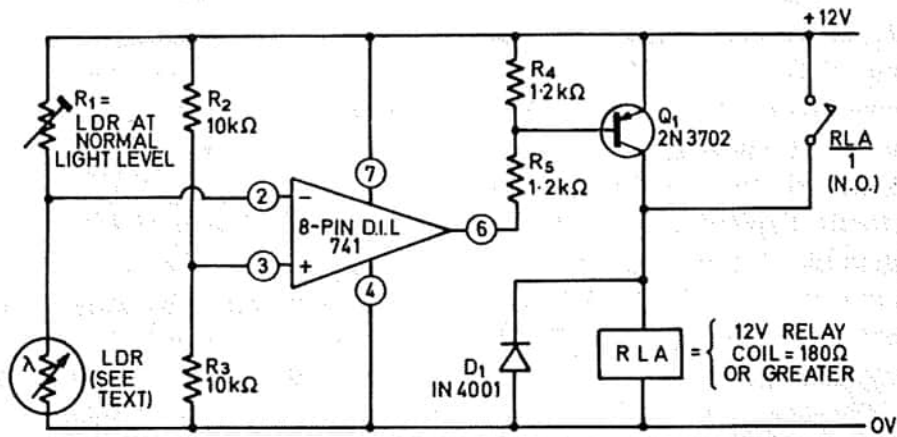 +12V
R1=
LDR AT
NORMAL
LIGHT LEVEL
R2
10kΩ
R4
1·2kΩ
Q1
2N3702
RLA
1
(N.O.)
R5
1·2kΩ
7
2
−
8-PIN D.I.L
741
6
3
+
4
λ
LDR
(SEE
TEXT)
R3
10kΩ
D1
IN 4001
RLA
=
12V RELAY
COIL = 180Ω
OR GREATER
0V